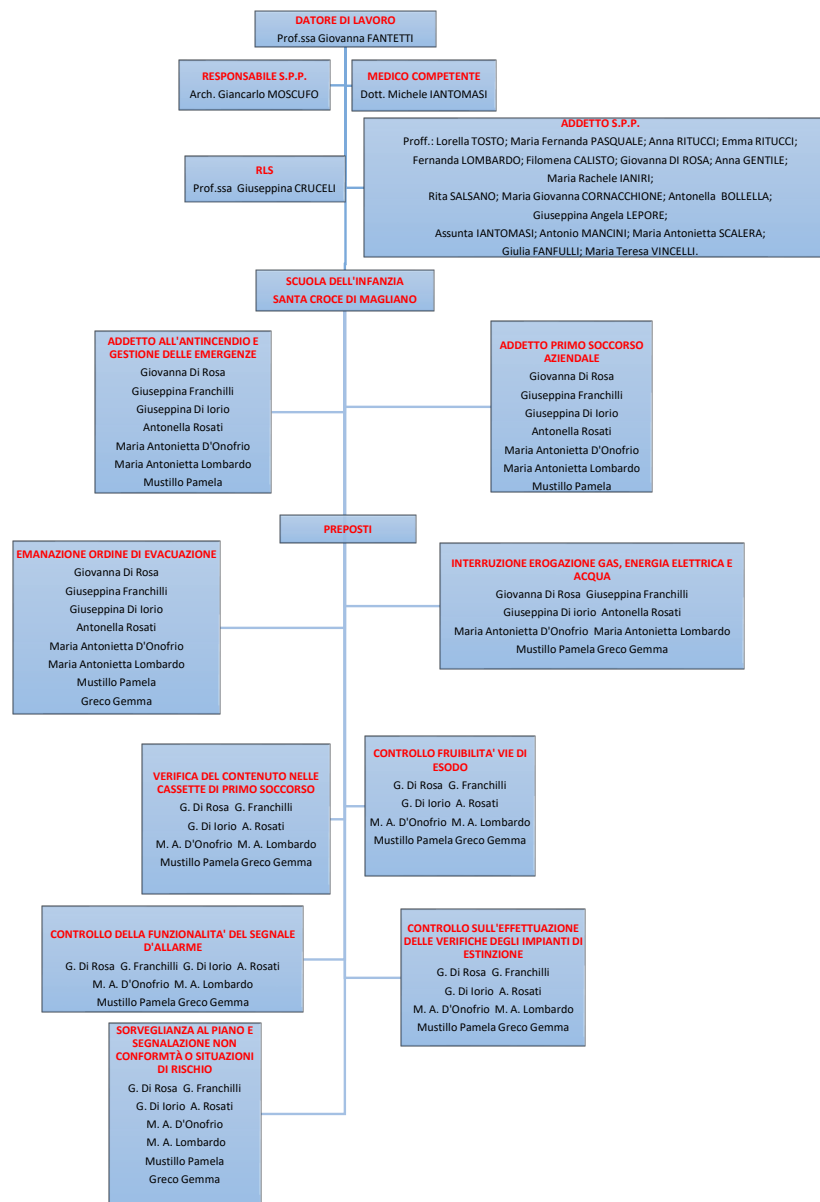 DATORE DI LAVORO
Prof.ssa Giovanna FANTETTI
RESPONSABILE S.P.P.
Arch. Giancarlo MOSCUFO
MEDICO COMPETENTE
Dott. Michele IANTOMASI
RLS
Prof.ssa Giuseppina CRUCELI
ADDETTO S.P.P.
Proff.: Lorella TOSTO; Maria Fernanda PASQUALE; Anna RITUCCI; Emma RITUCCI;
Fernanda LOMBARDO; Filomena CALISTO; Giovanna DI ROSA; Anna GENTILE;
Maria Rachele IANIRI;
Rita SALSANO; Maria Giovanna CORNACCHIONE; Antonella BOLLELLA;
Giuseppina Angela LEPORE;
Assunta IANTOMASI; Antonio MANCINI; Maria Antonietta SCALERA;
Giulia FANFULLI; Maria Teresa VINCELLI.
SCUOLA DELL'INFANZIA
SANTA CROCE DI MAGLIANO
ADDETTO ALL'ANTINCENDIO E
GESTIONE DELLE EMERGENZE
Giovanna Di Rosa
Giuseppina Franchilli
Giuseppina Di Iorio
Antonella Rosati
Maria Antonietta D'Onofrio
Maria Antonietta Lombardo
Mustillo Pamela
ADDETTO PRIMO SOCCORSO
AZIENDALE
Giovanna Di Rosa
Giuseppina Franchilli
Giuseppina Di Iorio
Antonella Rosati
Maria Antonietta D'Onofrio
Maria Antonietta Lombardo
Mustillo Pamela
PREPOSTI
EMANAZIONE ORDINE DI EVACUAZIONE
Giovanna Di Rosa
Giuseppina Franchilli
Giuseppina Di Iorio
Antonella Rosati
Maria Antonietta D'Onofrio
Maria Antonietta Lombardo
Mustillo Pamela
Greco Gemma
INTERRUZIONE EROGAZIONE GAS, ENERGIA ELETTRICA E
ACQUA
Giovanna Di Rosa Giuseppina Franchilli
Giuseppina Di iorio Antonella Rosati
Maria Antonietta D'Onofrio Maria Antonietta Lombardo
Mustillo Pamela Greco Gemma
VERIFICA DEL CONTENUTO NELLE
CASSETTE DI PRIMO SOCCORSO
G. Di Rosa G. Franchilli
G. Di Iorio A. Rosati
M. A. D'Onofrio M. A. Lombardo
Mustillo Pamela Greco Gemma
CONTROLLO FRUIBILITA' VIE DI
ESODO
G. Di Rosa G. Franchilli
G. Di Iorio A. Rosati
M. A. D'Onofrio M. A. Lombardo
Mustillo Pamela Greco Gemma
CONTROLLO DELLA FUNZIONALITA' DEL SEGNALE
D'ALLARME
G. Di Rosa G. Franchilli G. Di Iorio A. Rosati
M. A. D'Onofrio M. A. Lombardo
Mustillo Pamela Greco Gemma
CONTROLLO SULL'EFFETTUAZIONE
DELLE VERIFICHE DEGLI IMPIANTI DI
ESTINZIONE
G. Di Rosa G. Franchilli
G. Di Iorio A. Rosati
M. A. D'Onofrio M. A. Lombardo
Mustillo Pamela Greco Gemma
SORVEGLIANZA AL PIANO E
SEGNALAZIONE NON
CONFORMTÀ O SITUAZIONI
DI RISCHIO
G. Di Rosa G. Franchilli
G. Di Iorio A. Rosati
M. A. D'Onofrio
M. A. Lombardo
Mustillo Pamela
Greco Gemma